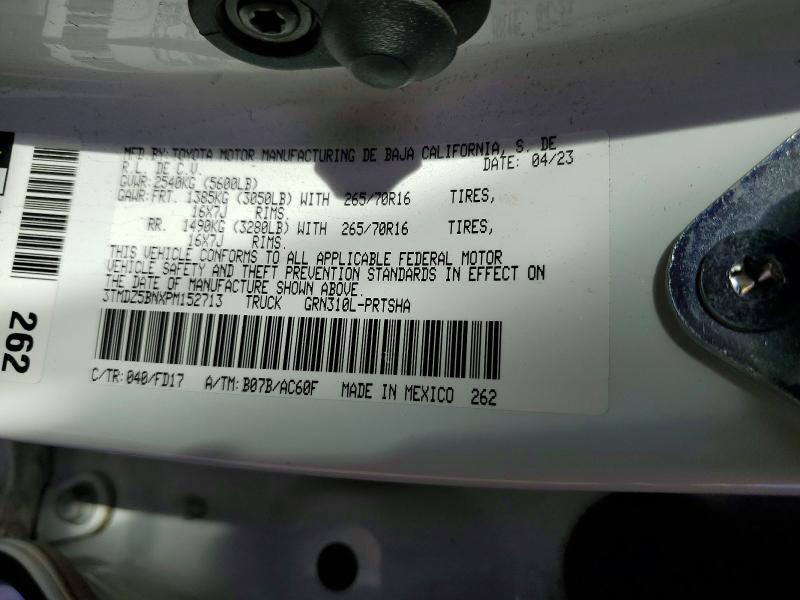 MFD BY: TOYOTA MOTOR MANUFACTURING DE BAJA CALIFORNIA, S. DE
R.L. DE C.V. DATE: 04/23
GVWR: 2540KG (5600LB)
GAWR: FRT. 1385KG (3050LB) WITH 265/70R16 TIRES,
16X7J RIMS.
RR. 1490KG (3280LB) WITH 265/70R16 TIRES,
16X7J RIMS.
THIS VEHICLE CONFORMS TO ALL APPLICABLE FEDERAL MOTOR
VEHICLE SAFETY AND THEFT PREVENTION STANDARDS IN EFFECT ON
THE DATE OF MANUFACTURE SHOWN ABOVE.
3TMDZ5BNXPM152713 TRUCK GRN310L-PRTSHA
C/TR: 040/FD17 A/TM: B07B/AC60F MADE IN MEXICO 262
262